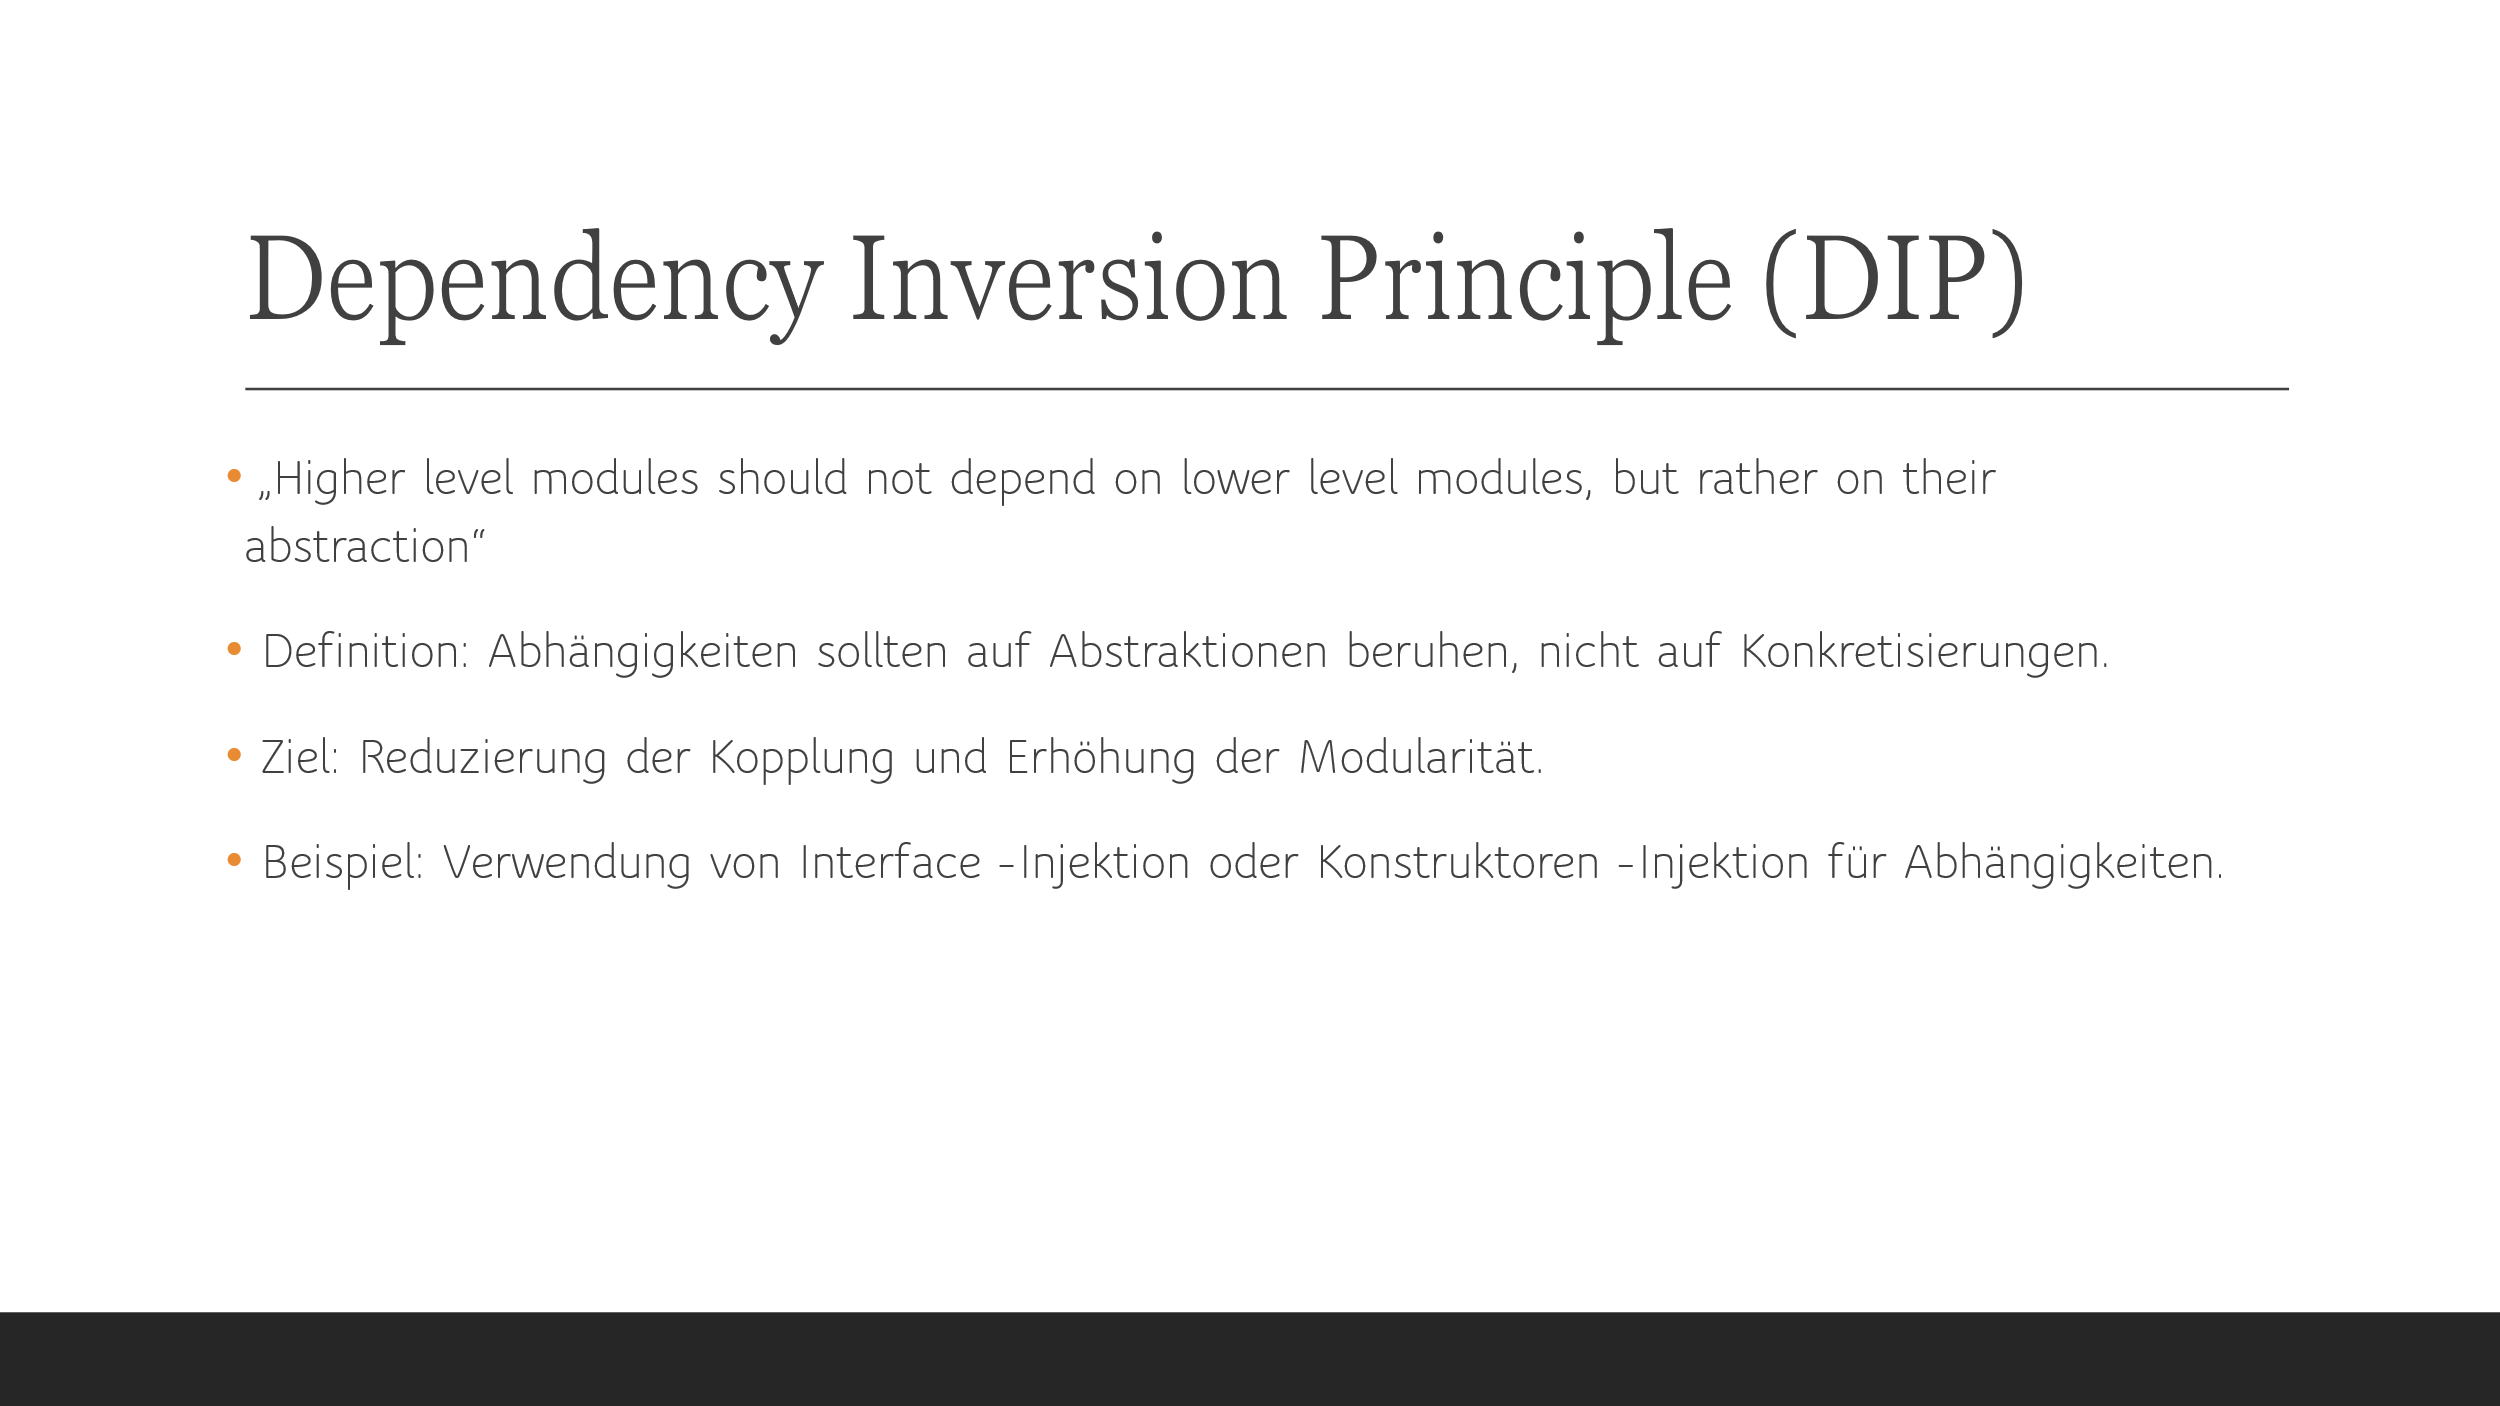 Dependency Inversion Principle (DIP)
• „Higher level modules should not depend on lower level modules, but rather on their
abstraction“
• Definition: Abhängigkeiten sollten auf Abstraktionen beruhen, nicht auf Konkretisierungen.
• Ziel: Reduzierung der Kopplung und Erhöhung der Modularität.
• Beispiel: Verwendung von Interface -Injektion oder Konstruktoren -Injektion für Abhängigkeiten.